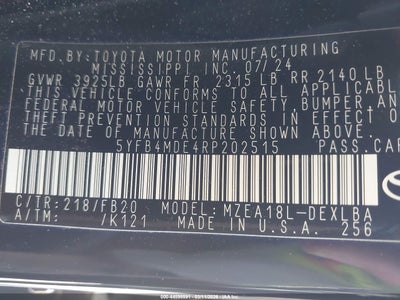 MFD.BY:TOYOTA MOTOR MANUFACTURING
MISSISSIPPI INC. 07/24
GVWR 3925LB GAWR FR 2315 LB RR 2140 LB
THIS VEHICLE CONFORMS TO ALL APPLICABL
FEDERAL MOTOR VEHICLE SAFETY, BUMPER, AN
THEFT PREVENTION STANDARDS IN EFFECT O
THE DATE OF MANUFACTURE SHOWN ABOVE.
5YFB4MDE4RP202515 PASS.CAR
C/TR:218/FB20 MODEL:MZEA18L-DEXLBA
A/TM: /K121 MADE IN U.S.A. 256